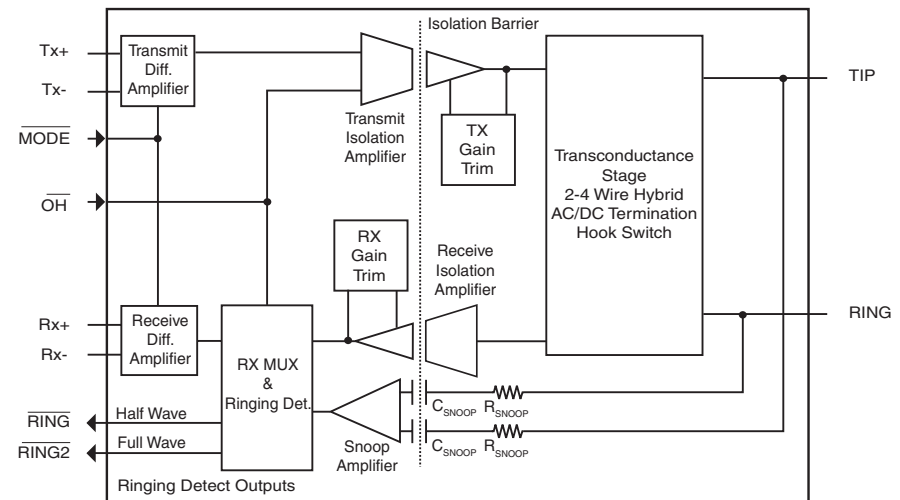 Isolation Barrier
Tx+
Tx-
Transmit
Diff.
Amplifier
MODE
OH
Transmit
Isolation
Amplifier
TX
Gain
Trim
Transconductance
Stage
2-4 Wire Hybrid
AC/DC Termination
Hook Switch
TIP
RING
RX
Gain
Trim
Receive
Isolation
Amplifier
Rx+
Rx-
Receive
Diff.
Amplifier
RX MUX
&
Ringing Det.
CSNOOP RSNOOP
CSNOOP RSNOOP
Snoop
Amplifier
RING
Half Wave
RING2
Full Wave
Ringing Detect Outputs